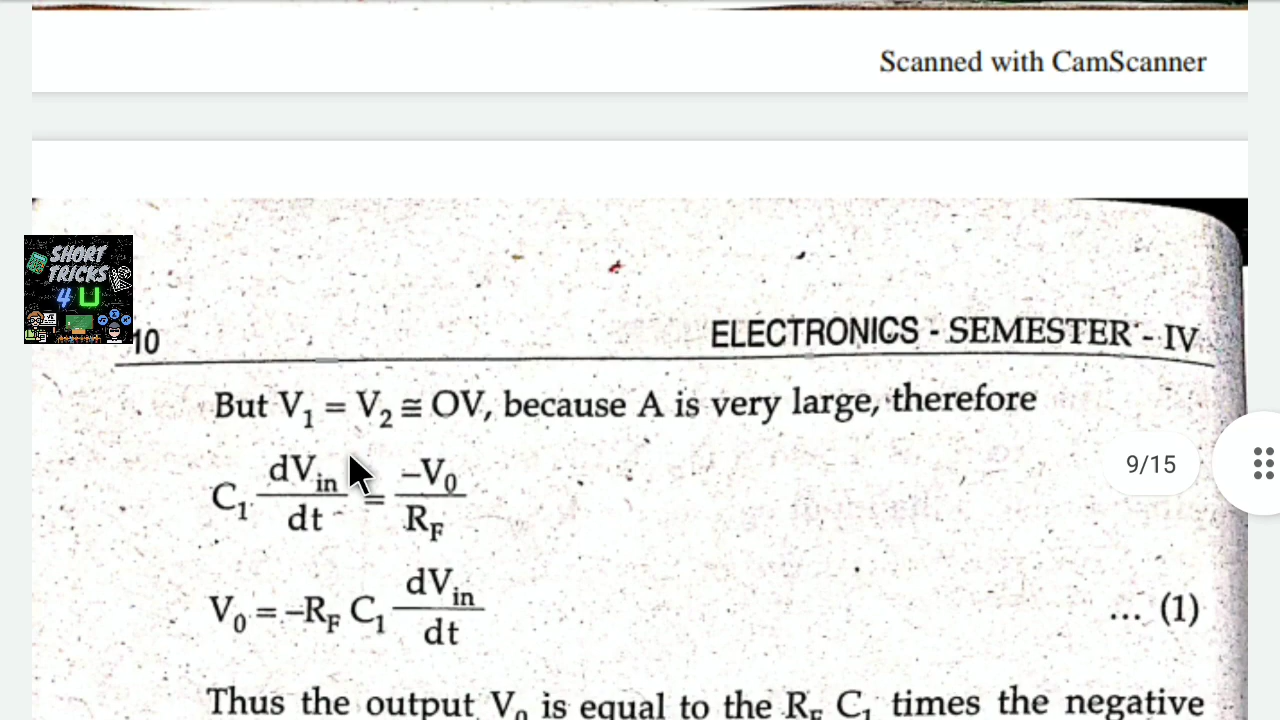 Scanned with CamScanner
SHORT
TRICKS
4 U
10
ELECTRONICS - SEMESTER - IV
But V₁ = V₂ ≅ OV, because A is very large, therefore
C₁ dVin/dt = –V₀/RF
9/15
V₀ = –RF C₁ dVin/dt ... (1)
Thus the output V₀ is equal to the RF C₁ times the negative